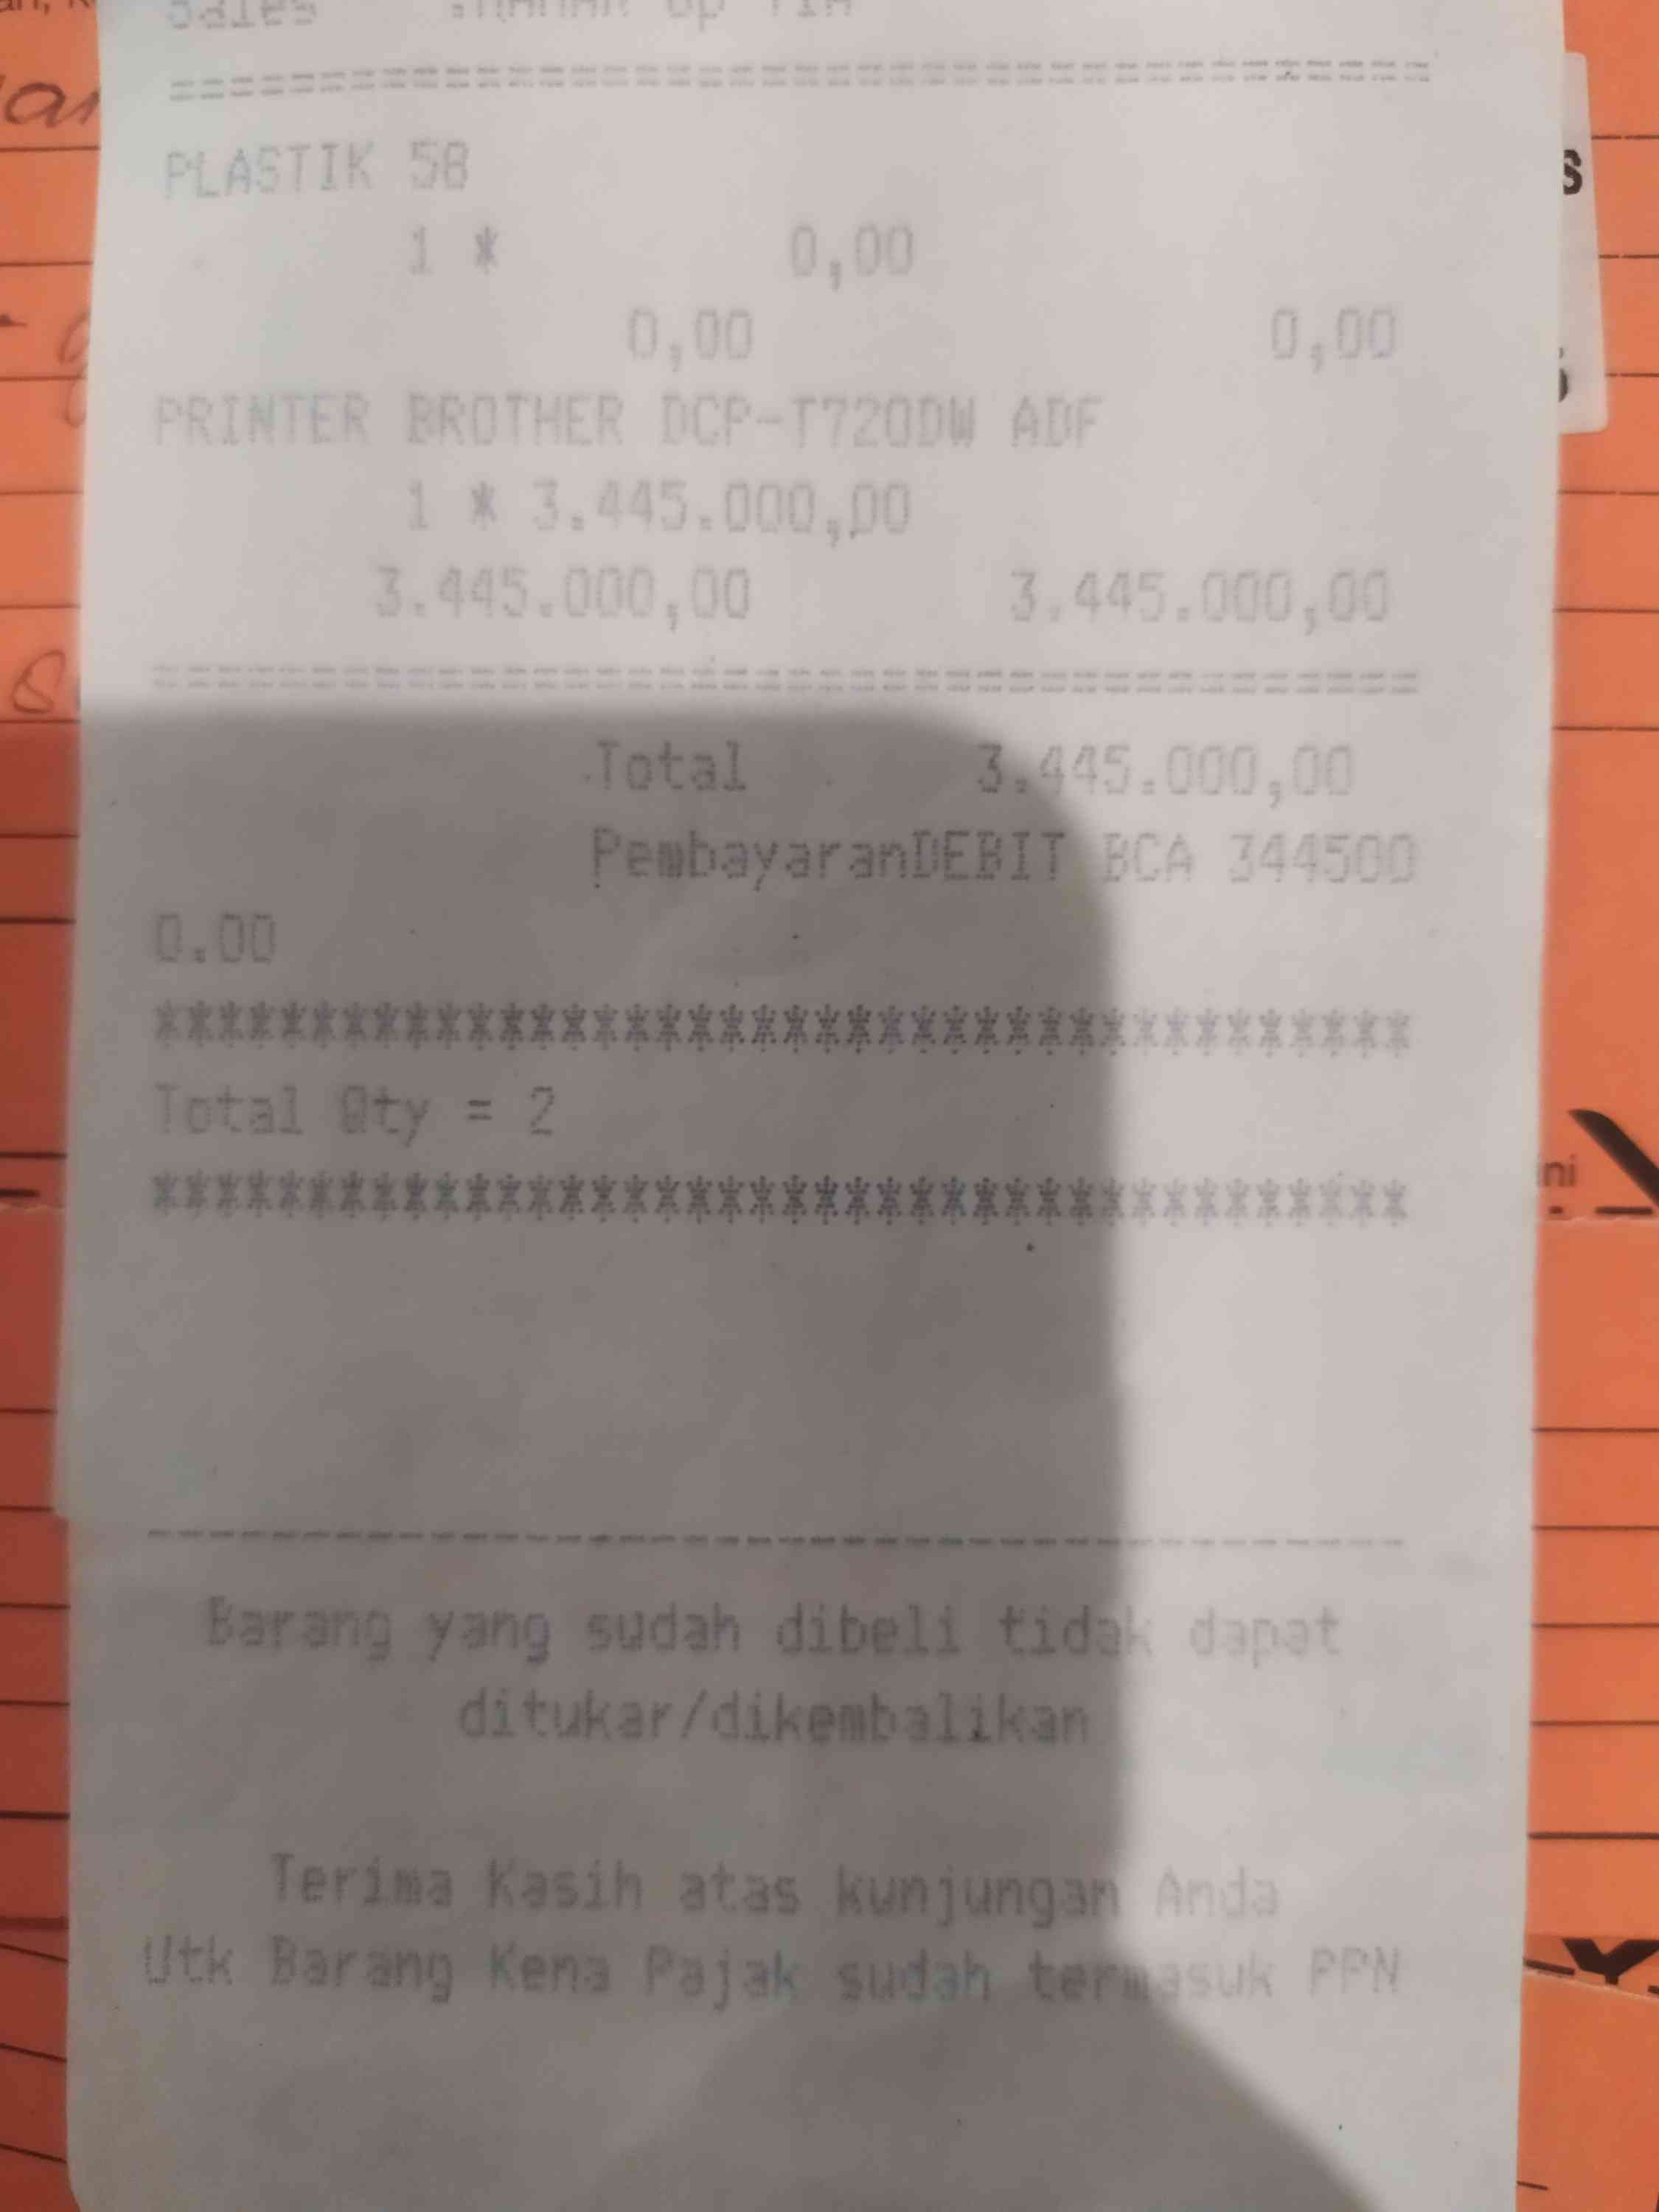 Sales
================================
PLASTIK 58
1 * 0,00
0,00 0,00
PRINTER BROTHER DCP-T720DW ADF
1 * 3.445.000,00
3.445.000,00 3.445.000,00
================================
Total 3.445.000,00
PembayaranDEBIT BCA 344500
0.00
****************************************
Total Qty = 2
****************************************
----------------------------------------
Barang yang sudah dibeli tidak dapat
ditukar/dikembalikan
Terima Kasih atas kunjungan Anda
Utk Barang Kena Pajak sudah termasuk PPN